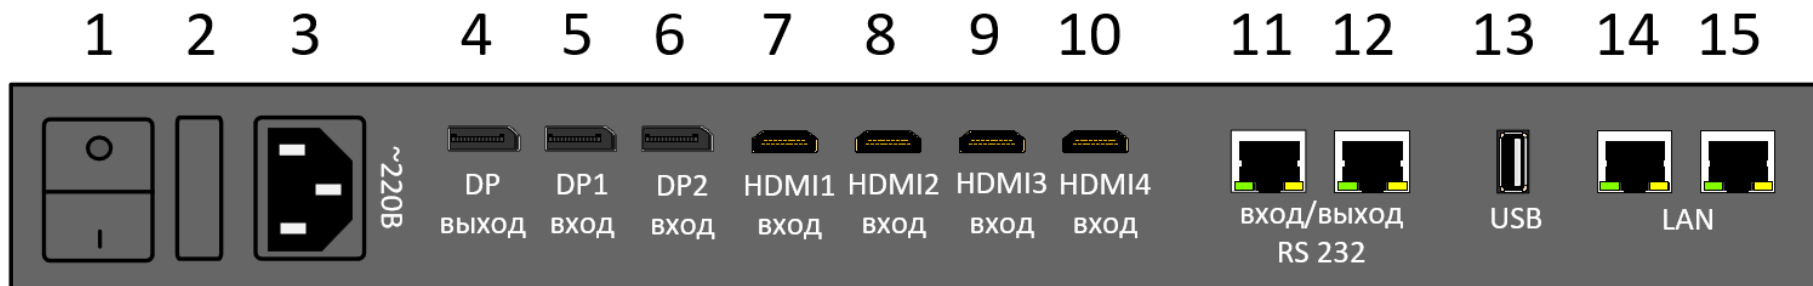 1 2 3 4 5 6 7 8 9 10 11 12 13 14 15
~220В
DP выход
DP1 вход
DP2 вход
HDMI1 вход
HDMI2 вход
HDMI3 вход
HDMI4 вход
вход/выход
RS 232
USB
LAN